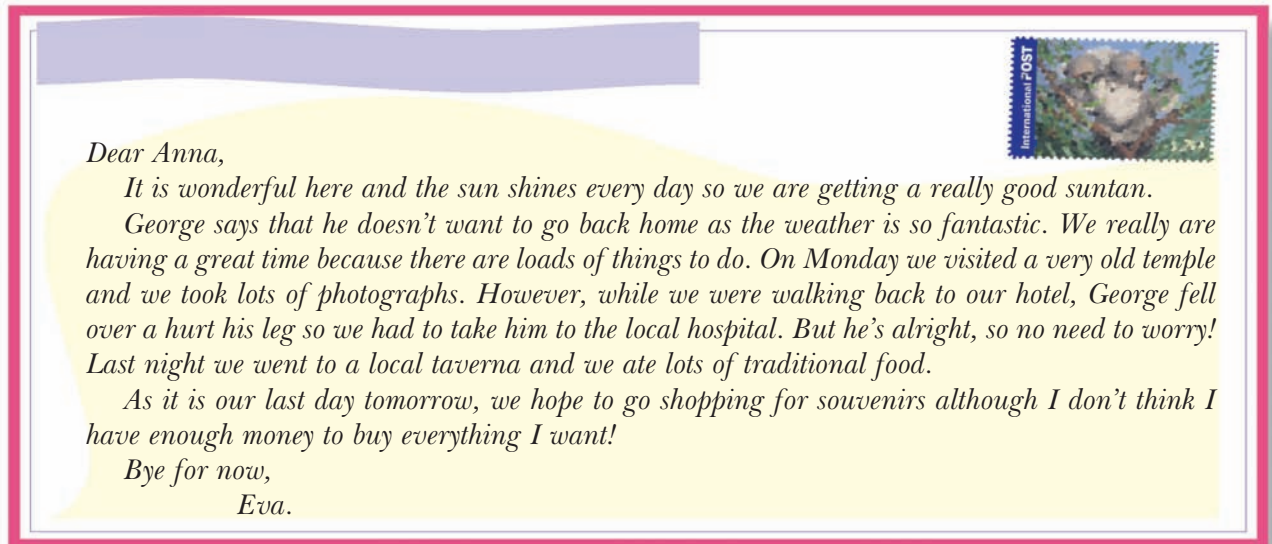 International POST
Dear Anna,
It is wonderful here and the sun shines every day so we are getting a really good suntan.
George says that he doesn't want to go back home as the weather is so fantastic. We really are
having a great time because there are loads of things to do. On Monday we visited a very old temple
and we took lots of photographs. However, while we were walking back to our hotel, George fell
over a hurt his leg so we had to take him to the local hospital. But he's alright, so no need to worry!
Last night we went to a local taverna and we ate lots of traditional food.
As it is our last day tomorrow, we hope to go shopping for souvenirs although I don't think I
have enough money to buy everything I want!
Bye for now,
Eva.